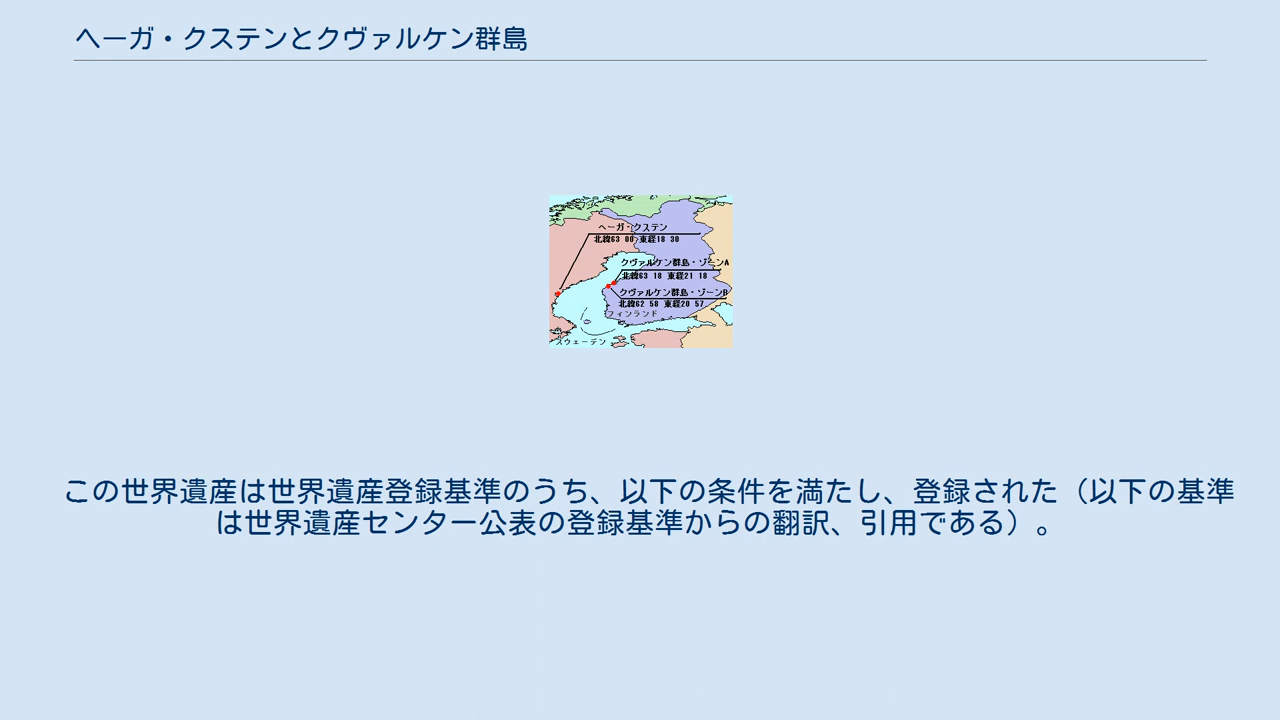 ヘーガ・クステンとクヴァルケン群島
ヘーガ・クステン
北緯63 00 東経18 30
クヴァルケン群島・ゾーンA
北緯63 18 東経21 18
クヴァルケン群島・ゾーンB
北緯62 58 東経20 57
フィンランド
スウェーデン
この世界遺産は世界遺産登録基準のうち、以下の条件を満たし、登録された（以下の基準
は世界遺産センター公表の登録基準からの翻訳、引用である）。